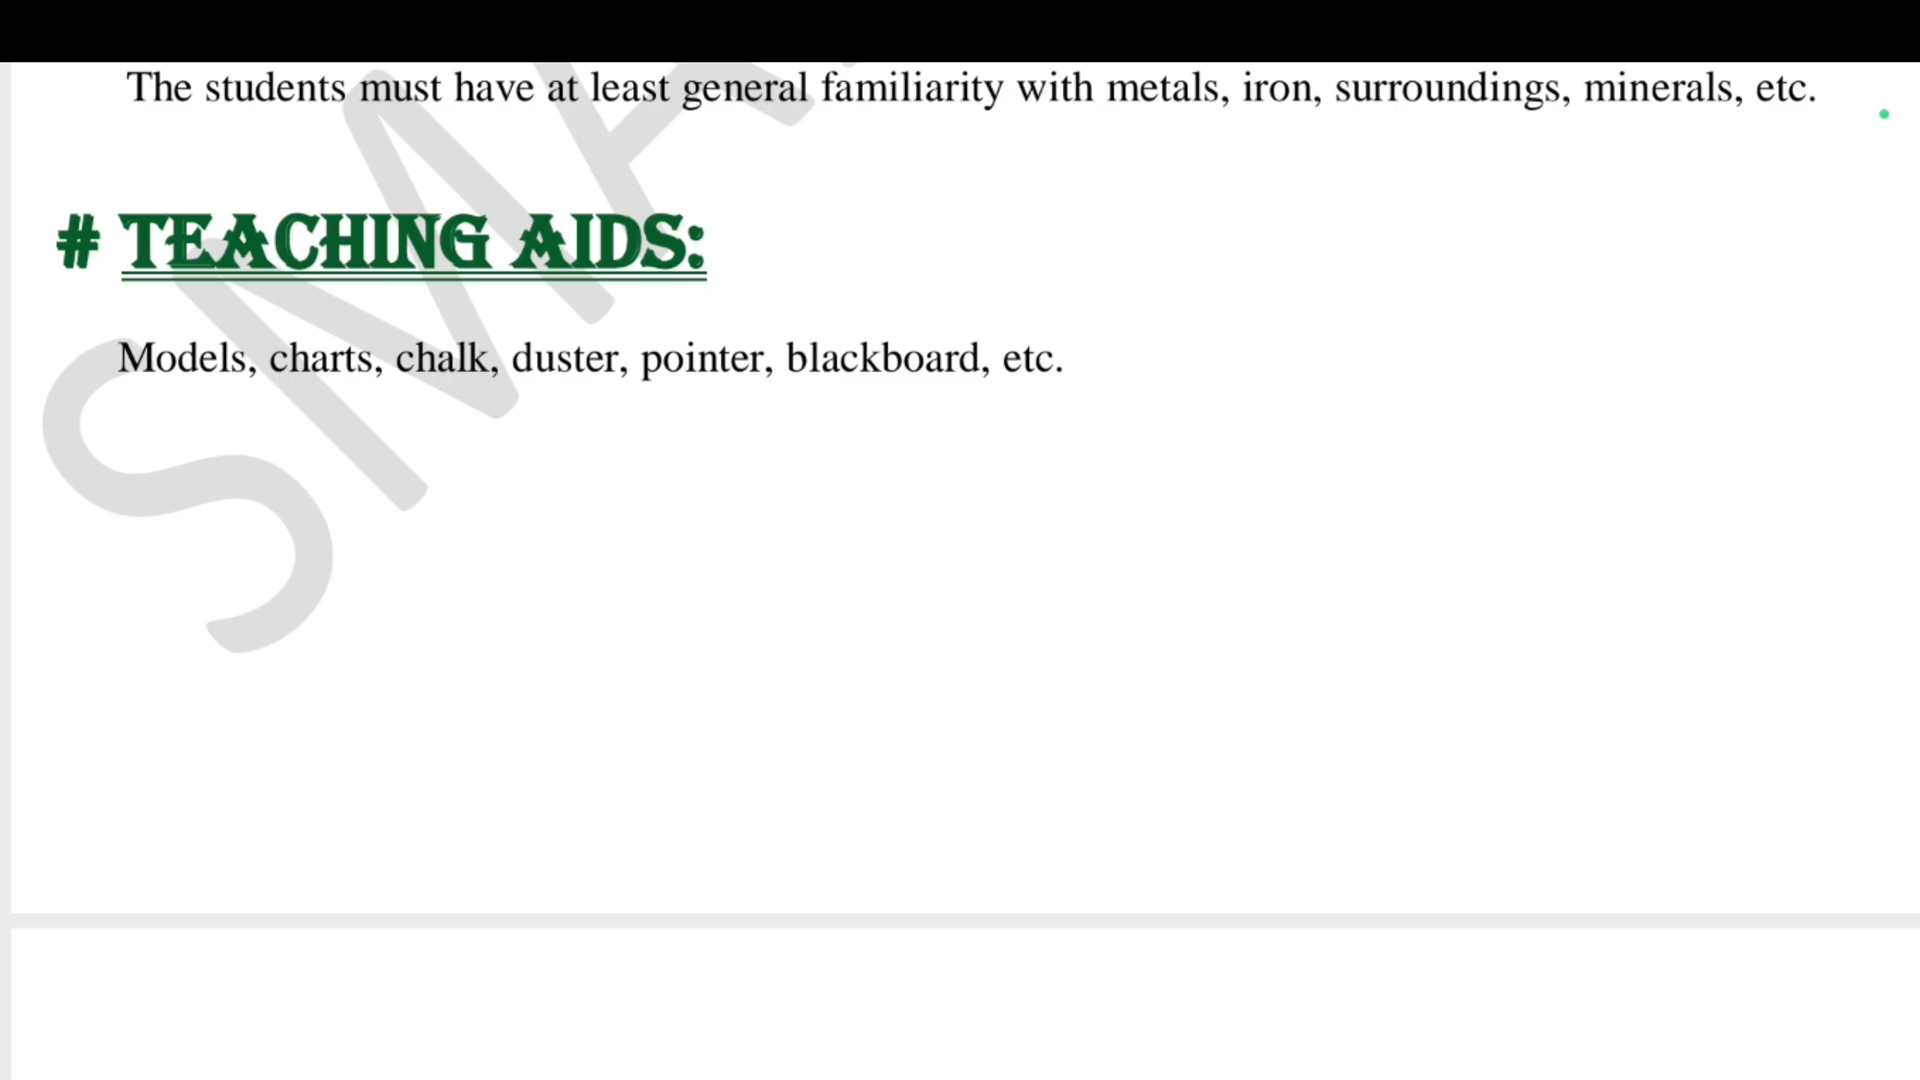 The students must have at least general familiarity with metals, iron, surroundings, minerals, etc.
# TEACHING AIDS:
Models, charts, chalk, duster, pointer, blackboard, etc.